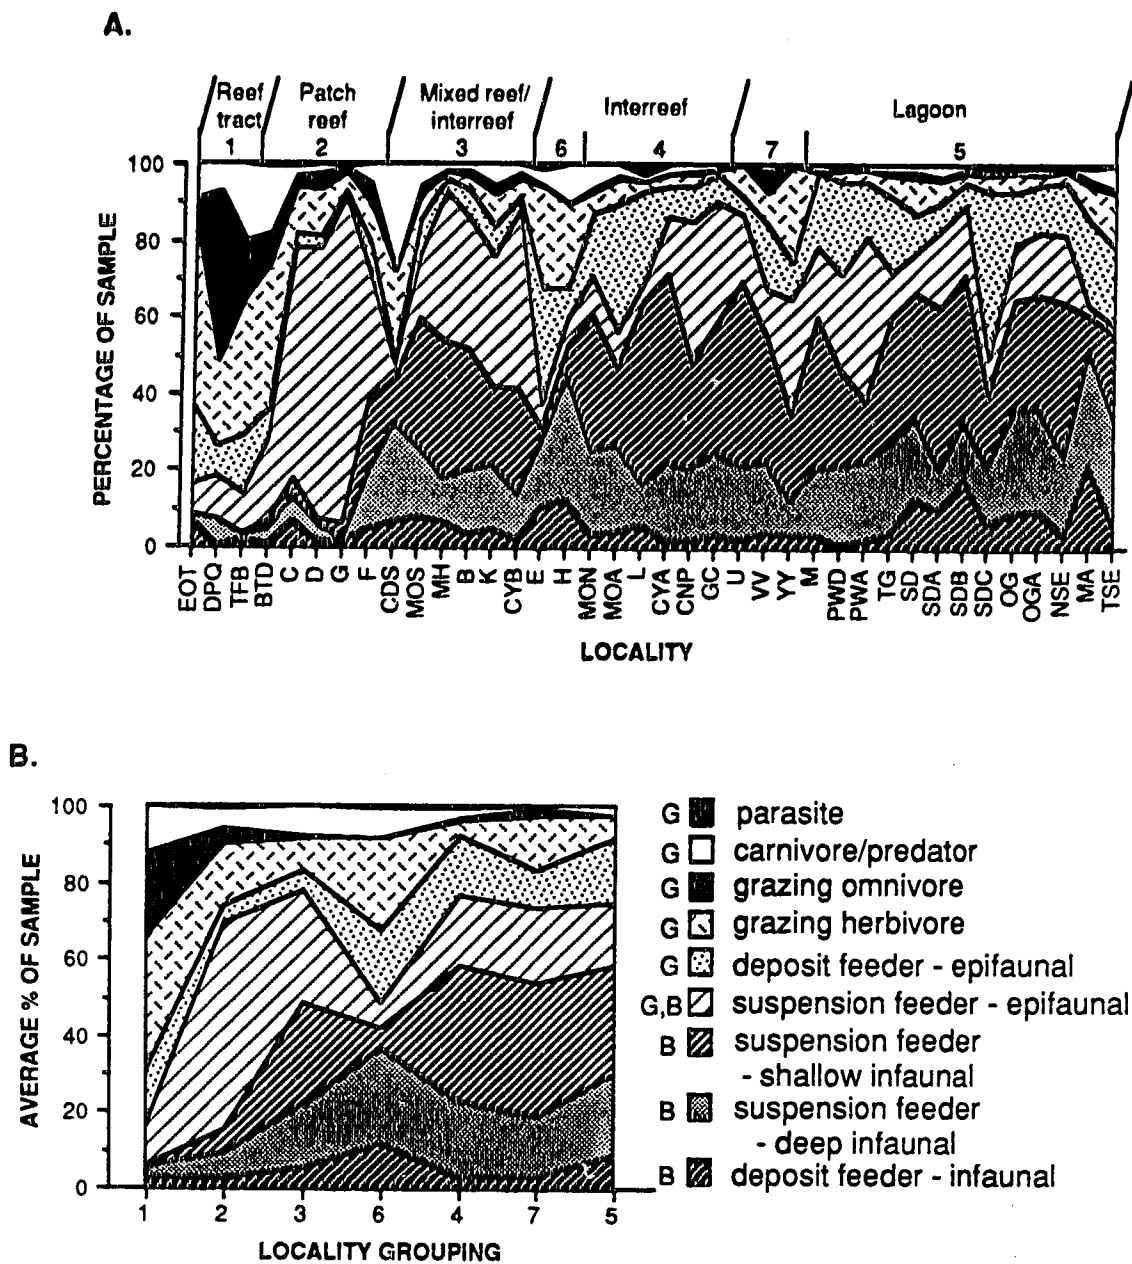 A.
Reef tract 1
Patch reef 2
Mixed reef/ interreef 3
6
Interreef 4
7
Lagoon 5
PERCENTAGE OF SAMPLE
100
80
60
40
20
0
EOT DPQ TFB BTD C D G F CDS MOS MH B K CYB E H MON MOA L CYA CNP GC U VV YY M PWD PWA TG SD SDA SDB SDC OG OGA NSE MA TSE
LOCALITY
B.
AVERAGE % OF SAMPLE
100
80
60
40
20
0
1 2 3 6 4 7 5
LOCALITY GROUPING
G parasite
G carnivore/predator
G grazing omnivore
G grazing herbivore
G deposit feeder - epifaunal
G,B suspension feeder - epifaunal
B suspension feeder
- shallow infaunal
B suspension feeder
- deep infaunal
B deposit feeder - infaunal